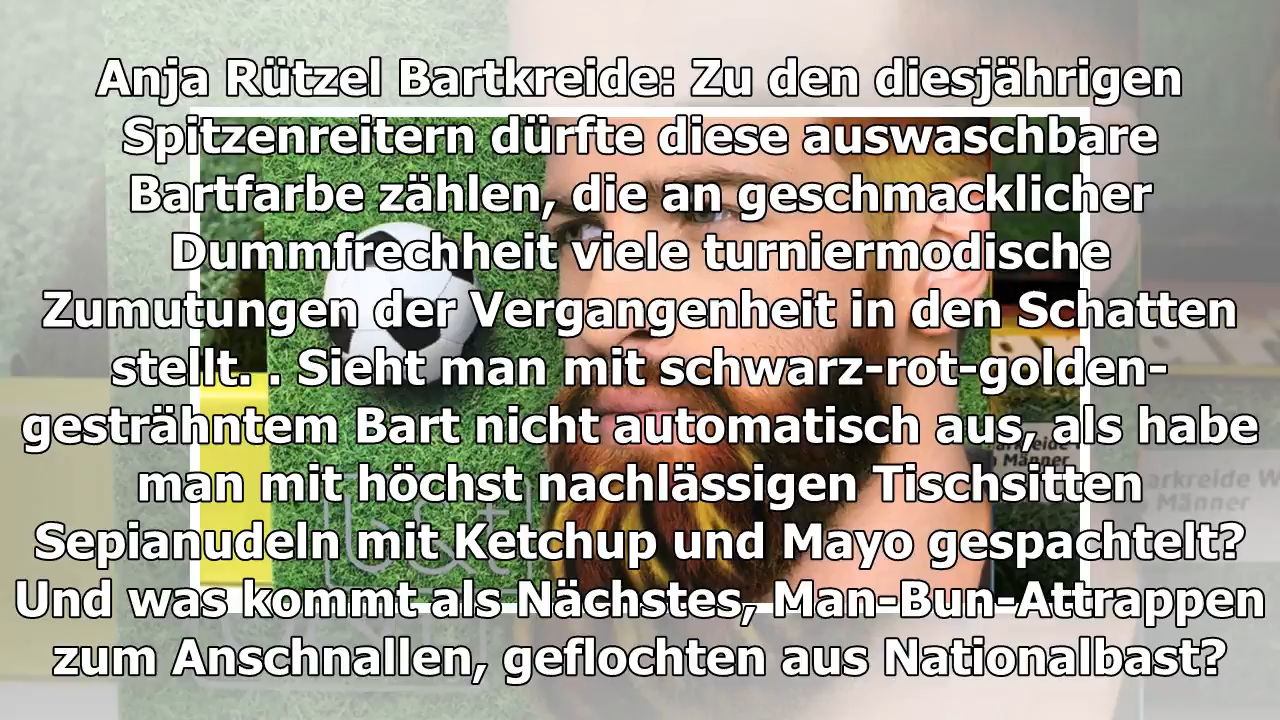 Anja Rützel Bartkreide: Zu den diesjährigen
Spitzenreitern dürfte diese auswaschbare
Bartfarbe zählen, die an geschmacklicher
Dummfrechheit viele turniermodische
Zumutungen der Vergangenheit in den Schatten
stellt. . Sieht man mit schwarz-rot-golden-
gesträhntem Bart nicht automatisch aus, als habe
man mit höchst nachlässigen Tischsitten
Sepianudeln mit Ketchup und Mayo gespachtelt?
Und was kommt als Nächstes, Man-Bun-Attrappen
zum Anschnallen, geflochten aus Nationalbast?
b&t
arkreide W
Männer